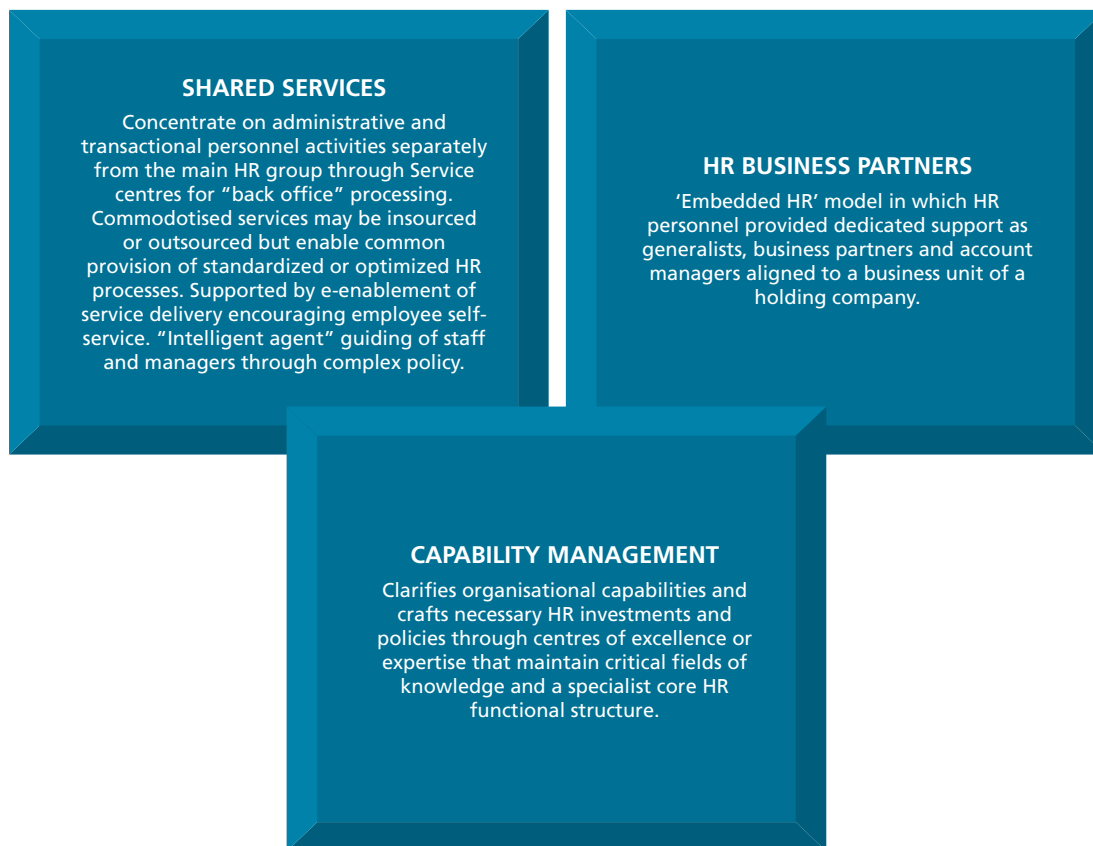 SHARED SERVICES
Concentrate on administrative and
transactional personnel activities separately
from the main HR group through Service
centres for “back office” processing.
Commodotised services may be insourced
or outsourced but enable common
provision of standardized or optimized HR
processes. Supported by e-enablement of
service delivery encouraging employee self-
service. “Intelligent agent” guiding of staff
and managers through complex policy.
HR BUSINESS PARTNERS
‘Embedded HR’ model in which HR
personnel provided dedicated support as
generalists, business partners and account
managers aligned to a business unit of a
holding company.
CAPABILITY MANAGEMENT
Clarifies organisational capabilities and
crafts necessary HR investments and
policies through centres of excellence or
expertise that maintain critical fields of
knowledge and a specialist core HR
functional structure.